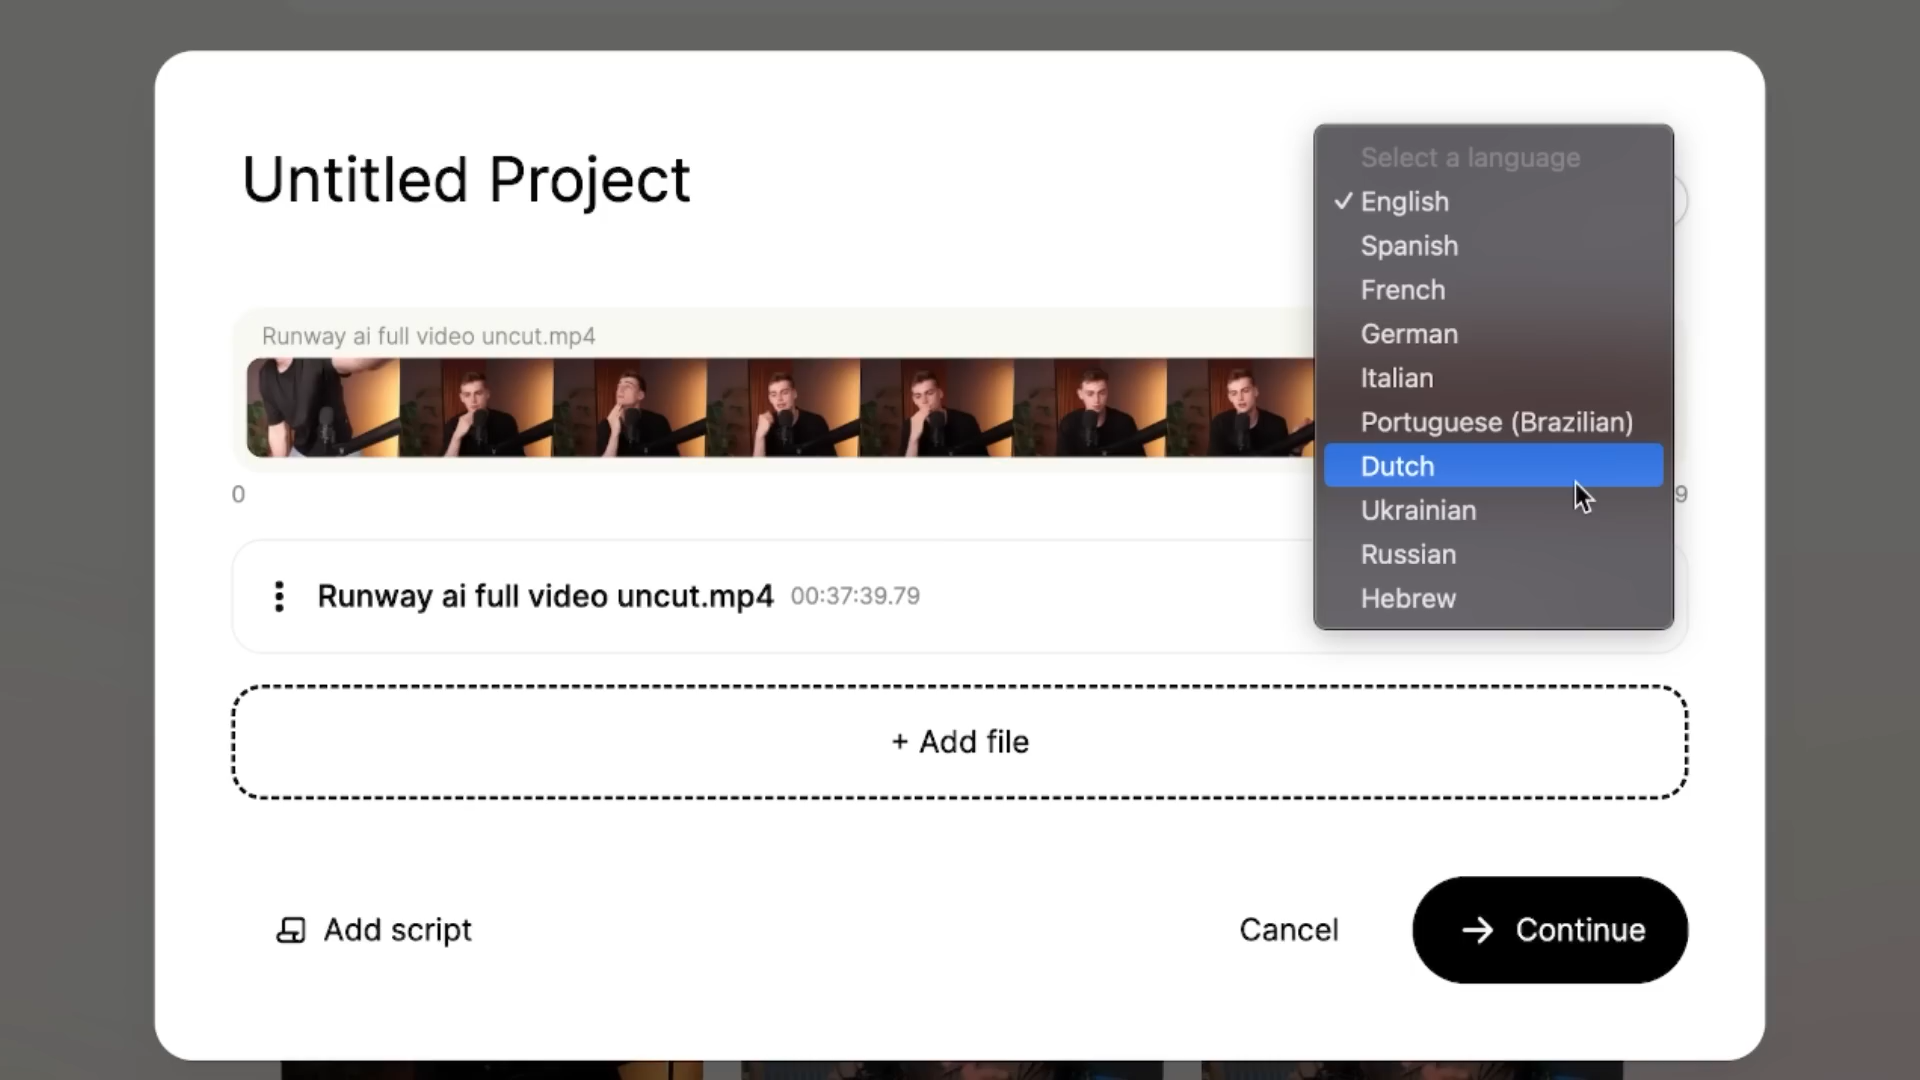 Untitled Project
Select a language
✓ English
Spanish
French
German
Italian
Portuguese (Brazilian)
Dutch
Ukrainian
Russian
Hebrew
Runway ai full video uncut.mp4
0
9
Runway ai full video uncut.mp4 00:37:39.79
+ Add file
Add script
Cancel
→ Continue